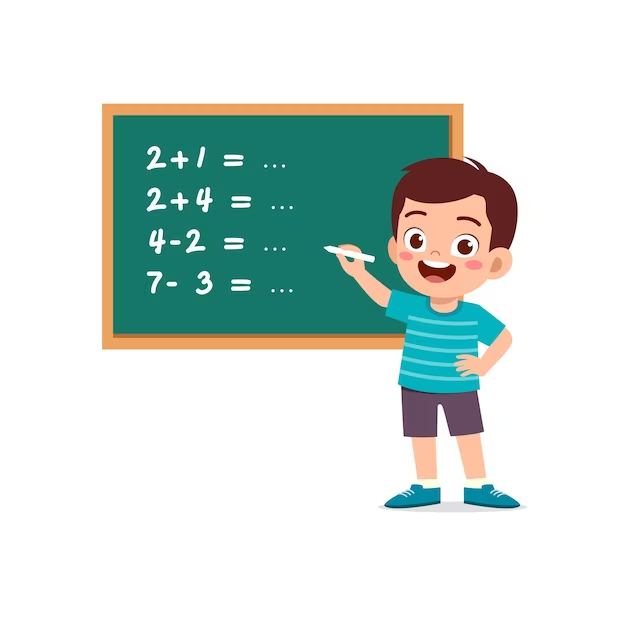 2+1 = ...
2+4 = ...
4-2 = ...
7- 3 = ...